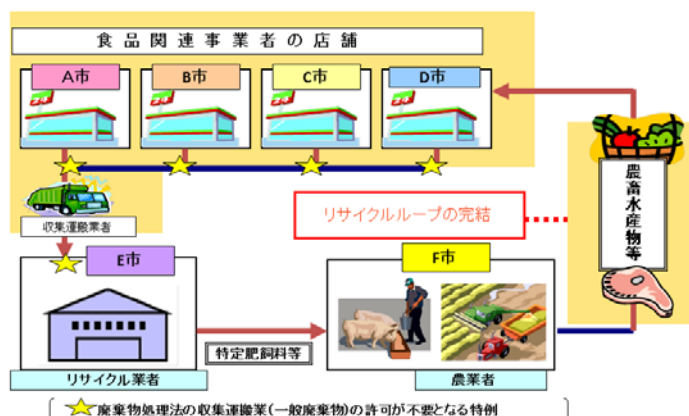 食品関連事業者の店舗
A市
B市
C市
D市
収集運搬業者
農畜水産物等
リサイクルループの完結
E市
F市
特定肥飼料等
リサイクル業者
農業者
廃棄物処理法の収集運搬業(一般廃棄物)の許可が不要となる特例